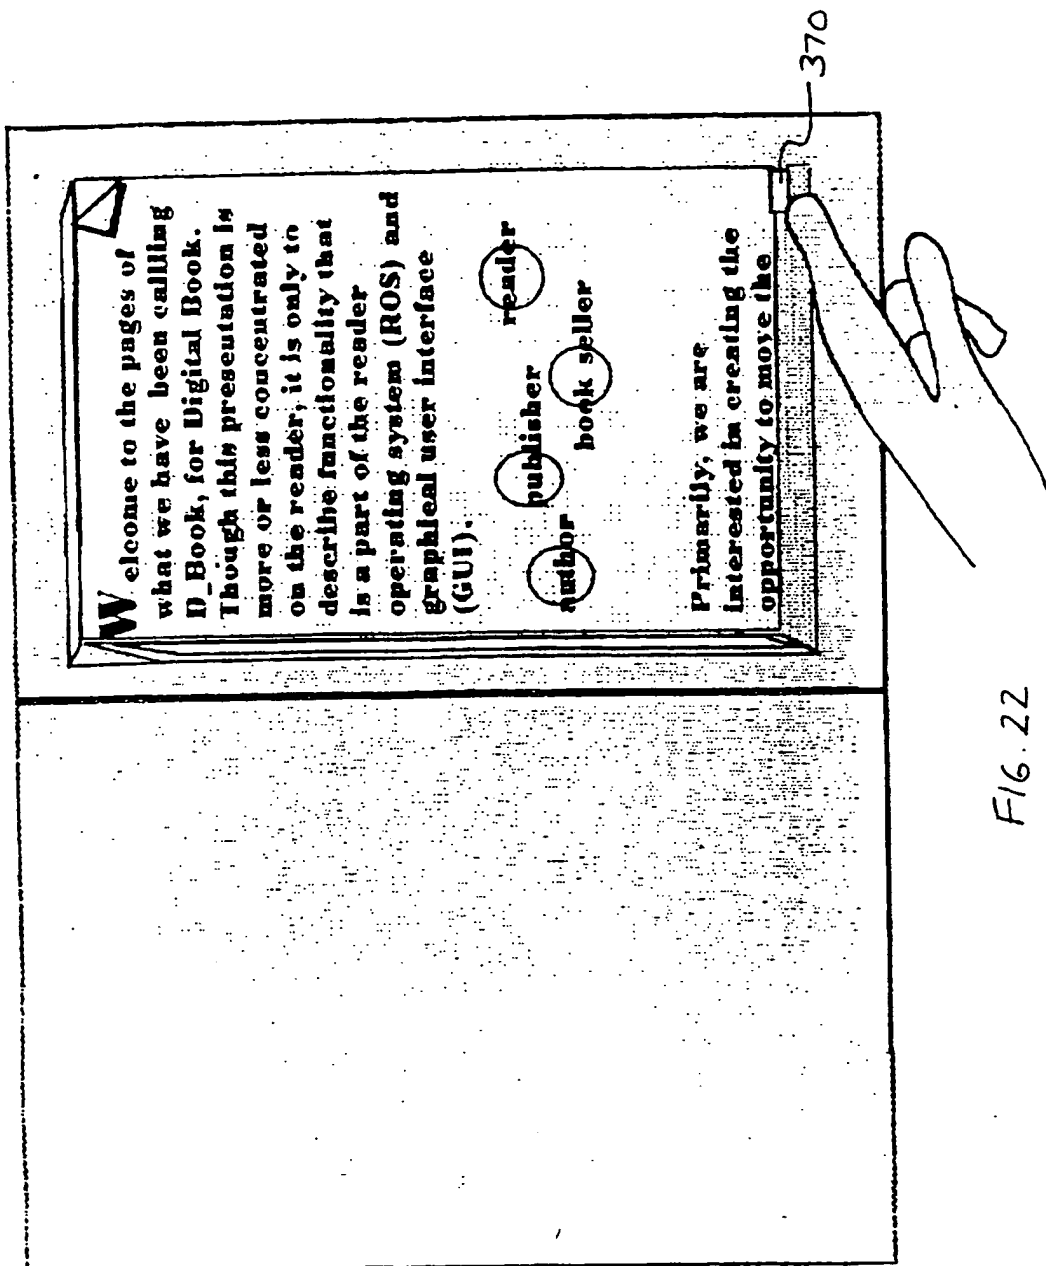 Welcome to the pages of
what we have been callling
D_Book, for Digital Book.
Though this presentation is
more or less concentrated
on the reader, it is only to
describe functionality that
is a part of the reader
operating system (ROS) and
graphical user interface
(GUI).
author
publisher
book seller
reader
Primarily, we are
interested in creating the
opportunity to move the
370
FIG. 22